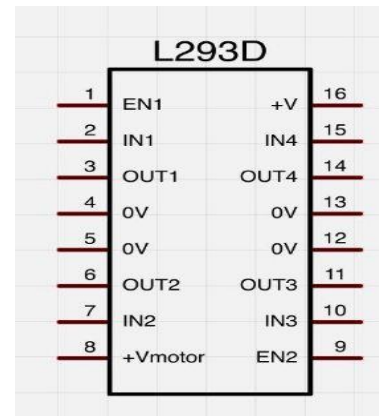 L293D
1 EN1 +V 16
2 IN1 IN4 15
3 OUT1 OUT4 14
4 0V 0V 13
5 0V 0V 12
6 OUT2 OUT3 11
7 IN2 IN3 10
8 +Vmotor EN2 9